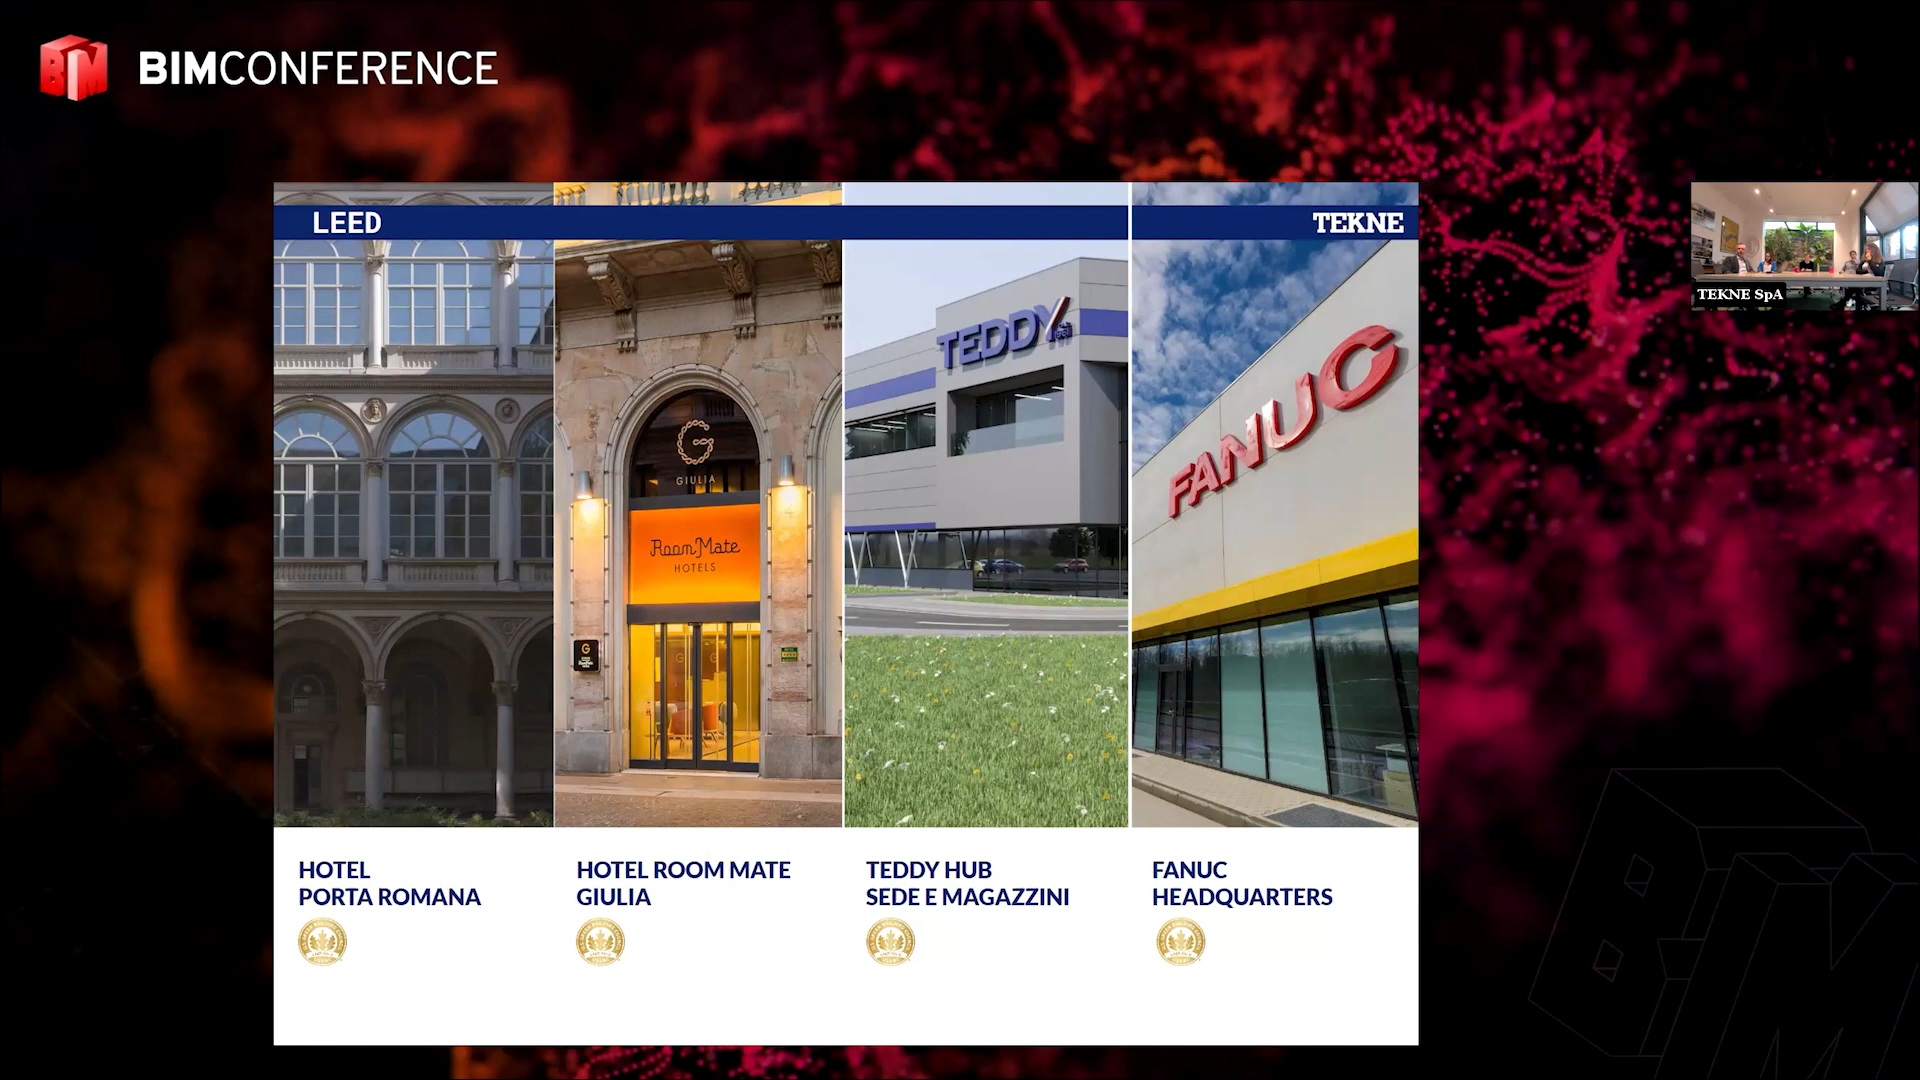 BIMCONFERENCE
LEED
TEKNE
TEKNE SpA
G
GIULIA
Room Mate
HOTELS
TEDDY
FANUC
HOTEL
PORTA ROMANA
HOTEL ROOM MATE
GIULIA
TEDDY HUB
SEDE E MAGAZZINI
FANUC
HEADQUARTERS